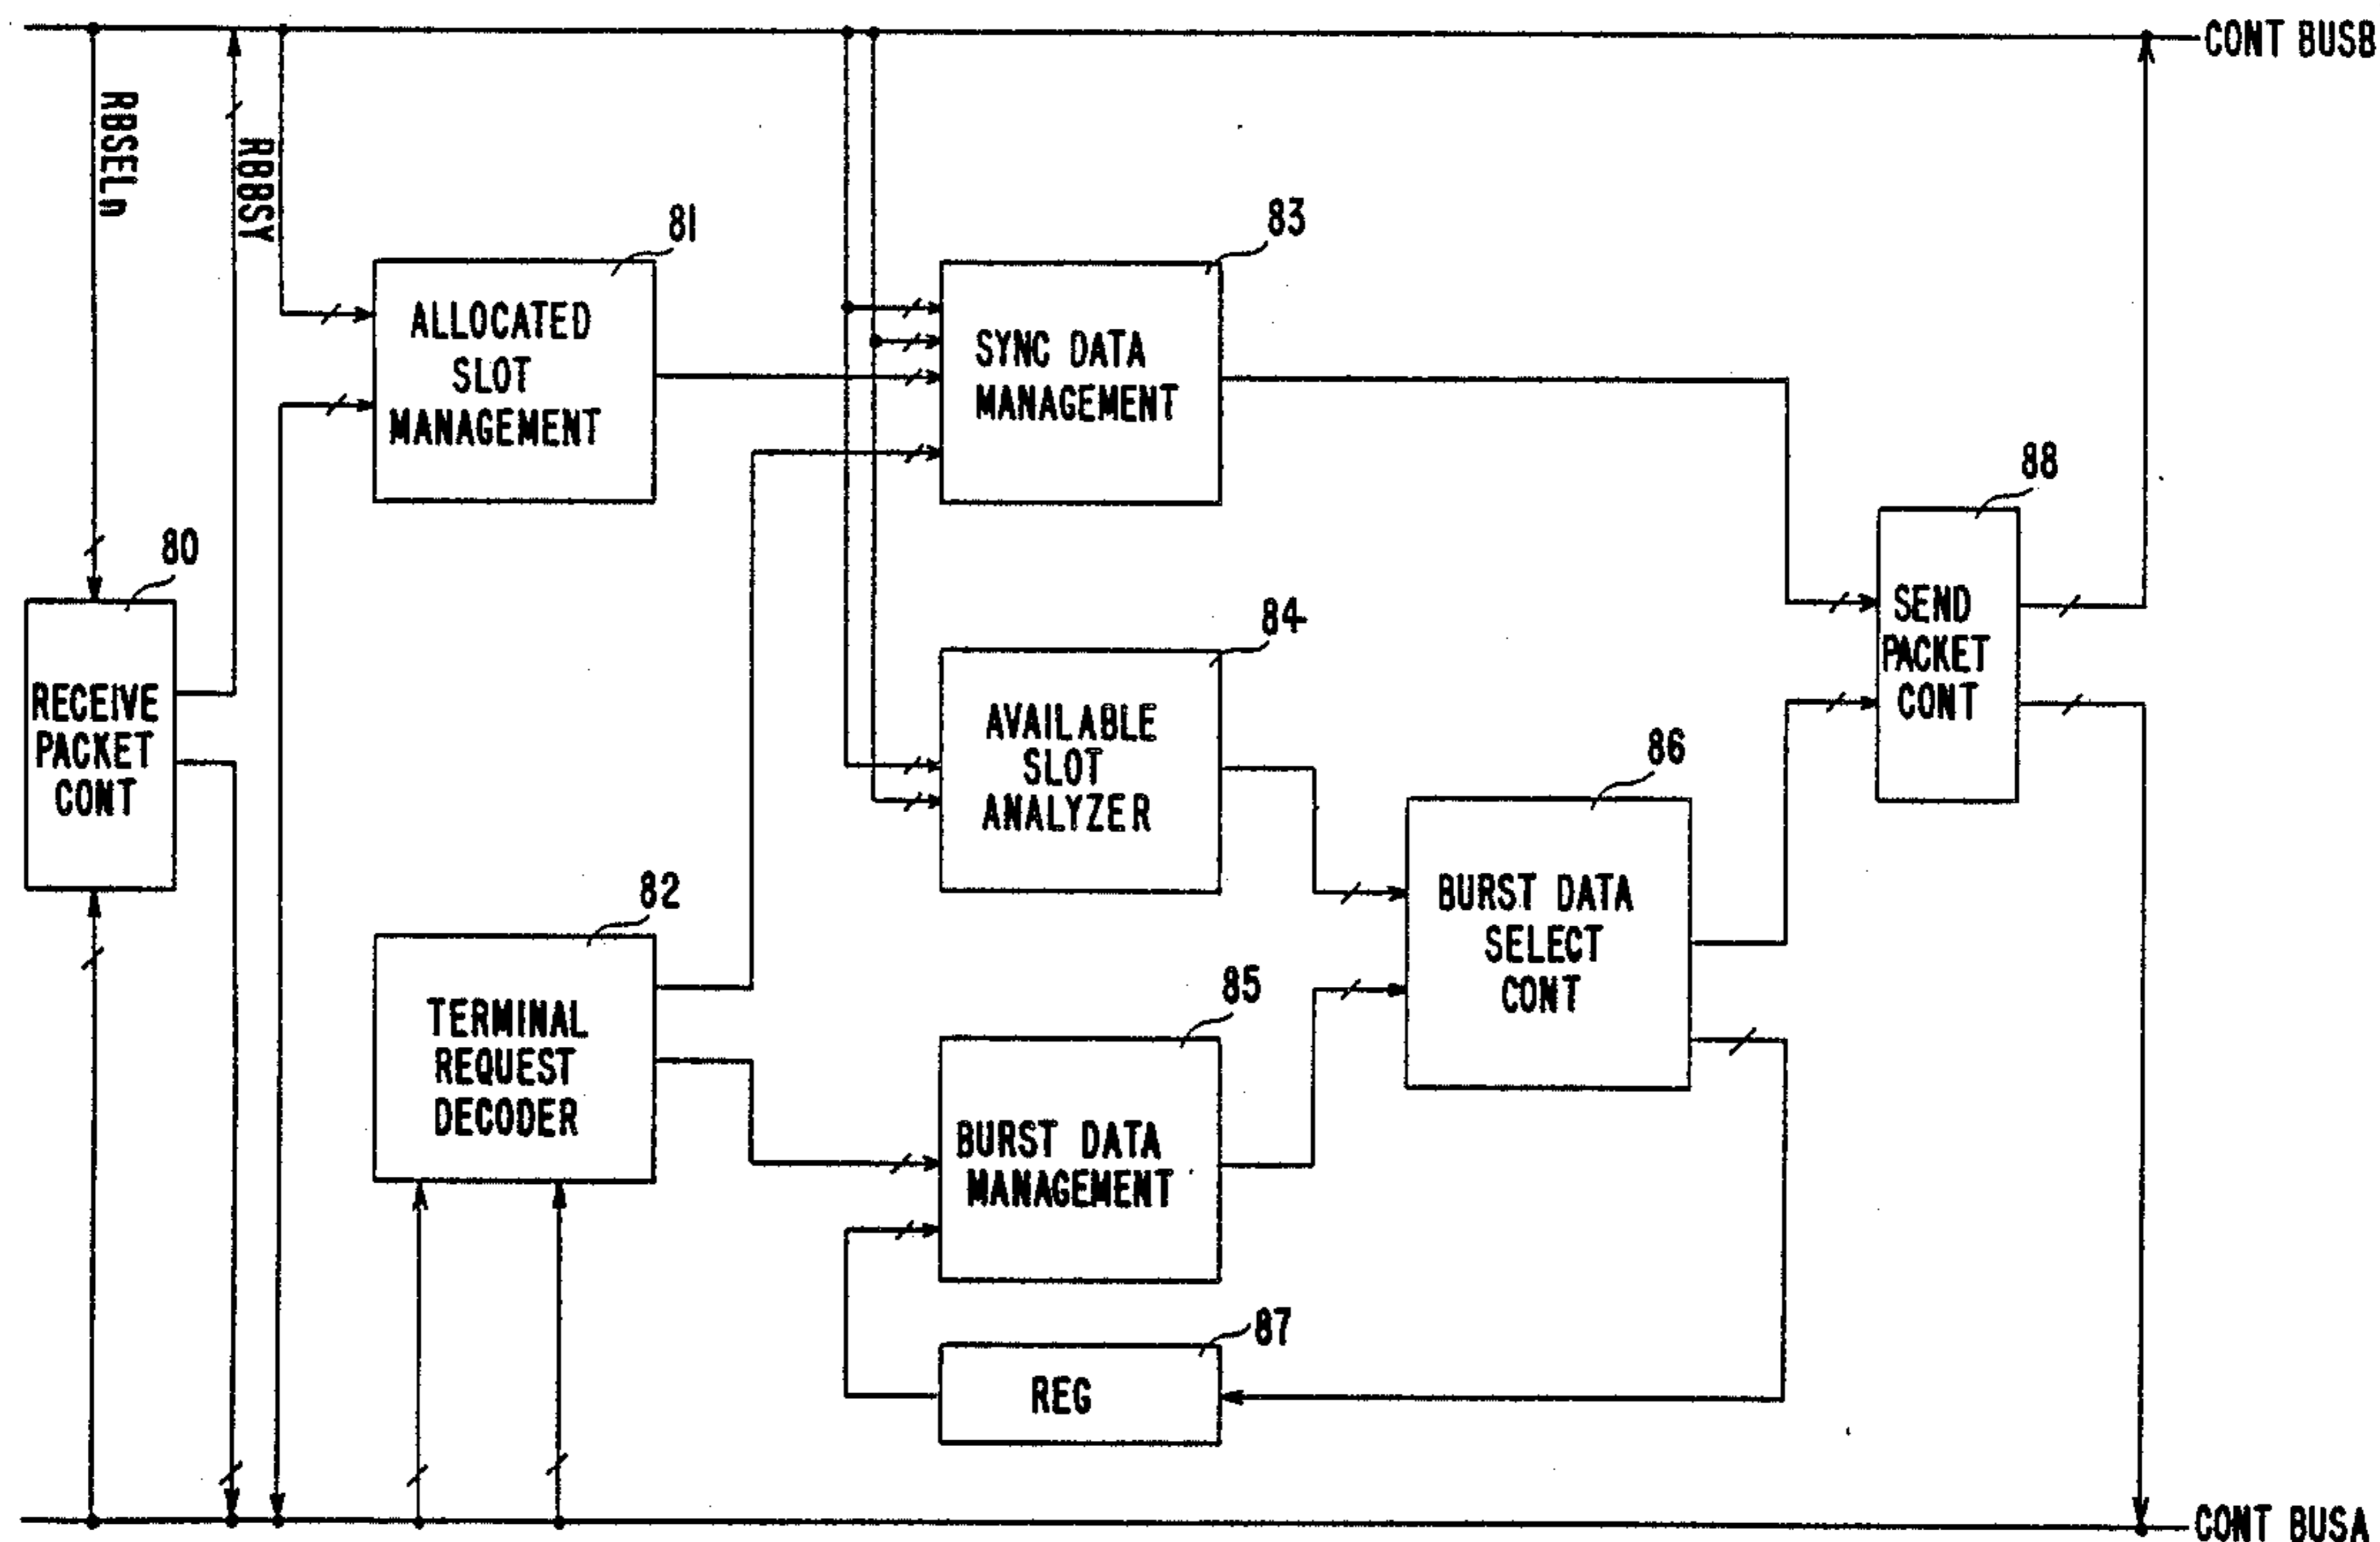 CONT BUSB
RBSELn
RBBSY
81
ALLOCATED
SLOT
MANAGEMENT
83
SYNC DATA
MANAGEMENT
88
SEND
PACKET
CONT
80
RECEIVE
PACKET
CONT
84
AVAILABLE
SLOT
ANALYZER
86
BURST DATA
SELECT
CONT
82
TERMINAL
REQUEST
DECODER
85
BURST DATA
MANAGEMENT
87
REG
CONT BUSA